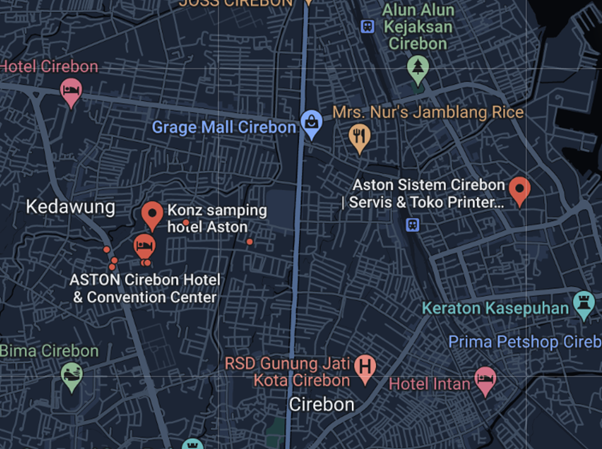 JOSS CIREBON
Alun Alun
Kejaksan
Cirebon
Hotel Cirebon
Mrs. Nur's Jamblang Rice
Grage Mall Cirebon
Aston Sistem Cirebon
| Servis & Toko Printer...
Kedawung
Konz samping
hotel Aston
ASTON Cirebon Hotel
& Convention Center
Keraton Kasepuhan
Prima Petshop Cireb
Bima Cirebon
RSD Gunung Jati
Kota Cirebon
H
Hotel Intan
Cirebon